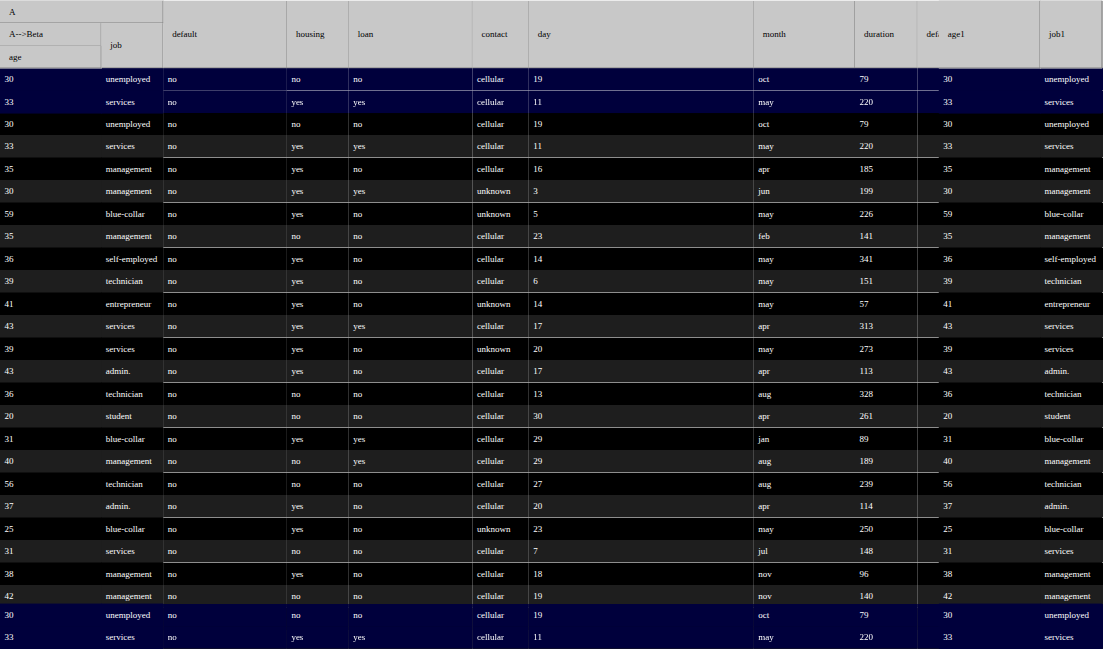 A
A-->Beta job default housing loan contact day month duration def age1 job1
age
30 unemployed no no no cellular 19 oct 79 30 unemployed
33 services no yes yes cellular 11 may 220 33 services
30 unemployed no no no cellular 19 oct 79 30 unemployed
33 services no yes yes cellular 11 may 220 33 services
35 management no yes no cellular 16 apr 185 35 management
30 management no yes yes unknown 3 jun 199 30 management
59 blue-collar no yes no unknown 5 may 226 59 blue-collar
35 management no no no cellular 23 feb 141 35 management
36 self-employed no yes no cellular 14 may 341 36 self-employed
39 technician no yes no cellular 6 may 151 39 technician
41 entrepreneur no yes no unknown 14 may 57 41 entrepreneur
43 services no yes yes cellular 17 apr 313 43 services
39 services no yes no unknown 20 may 273 39 services
43 admin. no yes no cellular 17 apr 113 43 admin.
36 technician no no no cellular 13 aug 328 36 technician
20 student no no no cellular 30 apr 261 20 student
31 blue-collar no yes yes cellular 29 jan 89 31 blue-collar
40 management no no yes cellular 29 aug 189 40 management
56 technician no no no cellular 27 aug 239 56 technician
37 admin. no yes no cellular 20 apr 114 37 admin.
25 blue-collar no yes no unknown 23 may 250 25 blue-collar
31 services no no no cellular 7 jul 148 31 services
38 management no yes no cellular 18 nov 96 38 management
42 management no no no cellular 19 nov 140 42 management
30 unemployed no no no cellular 19 oct 79 30 unemployed
33 services no yes yes cellular 11 may 220 33 services